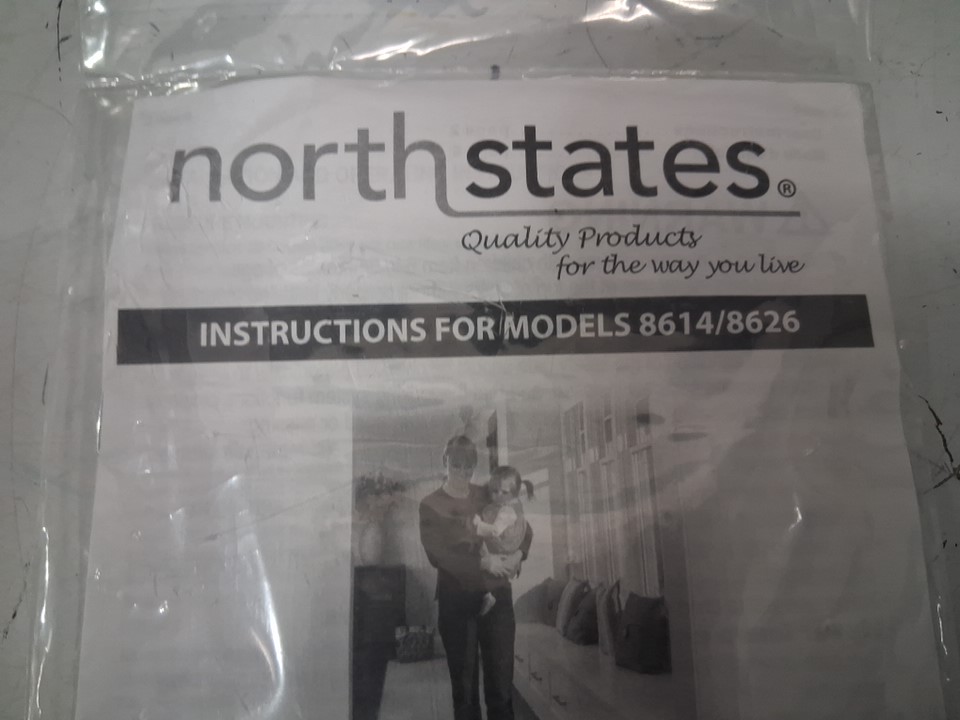 northstates®
Quality Products
for the way you live
INSTRUCTIONS FOR MODELS 8614/8626